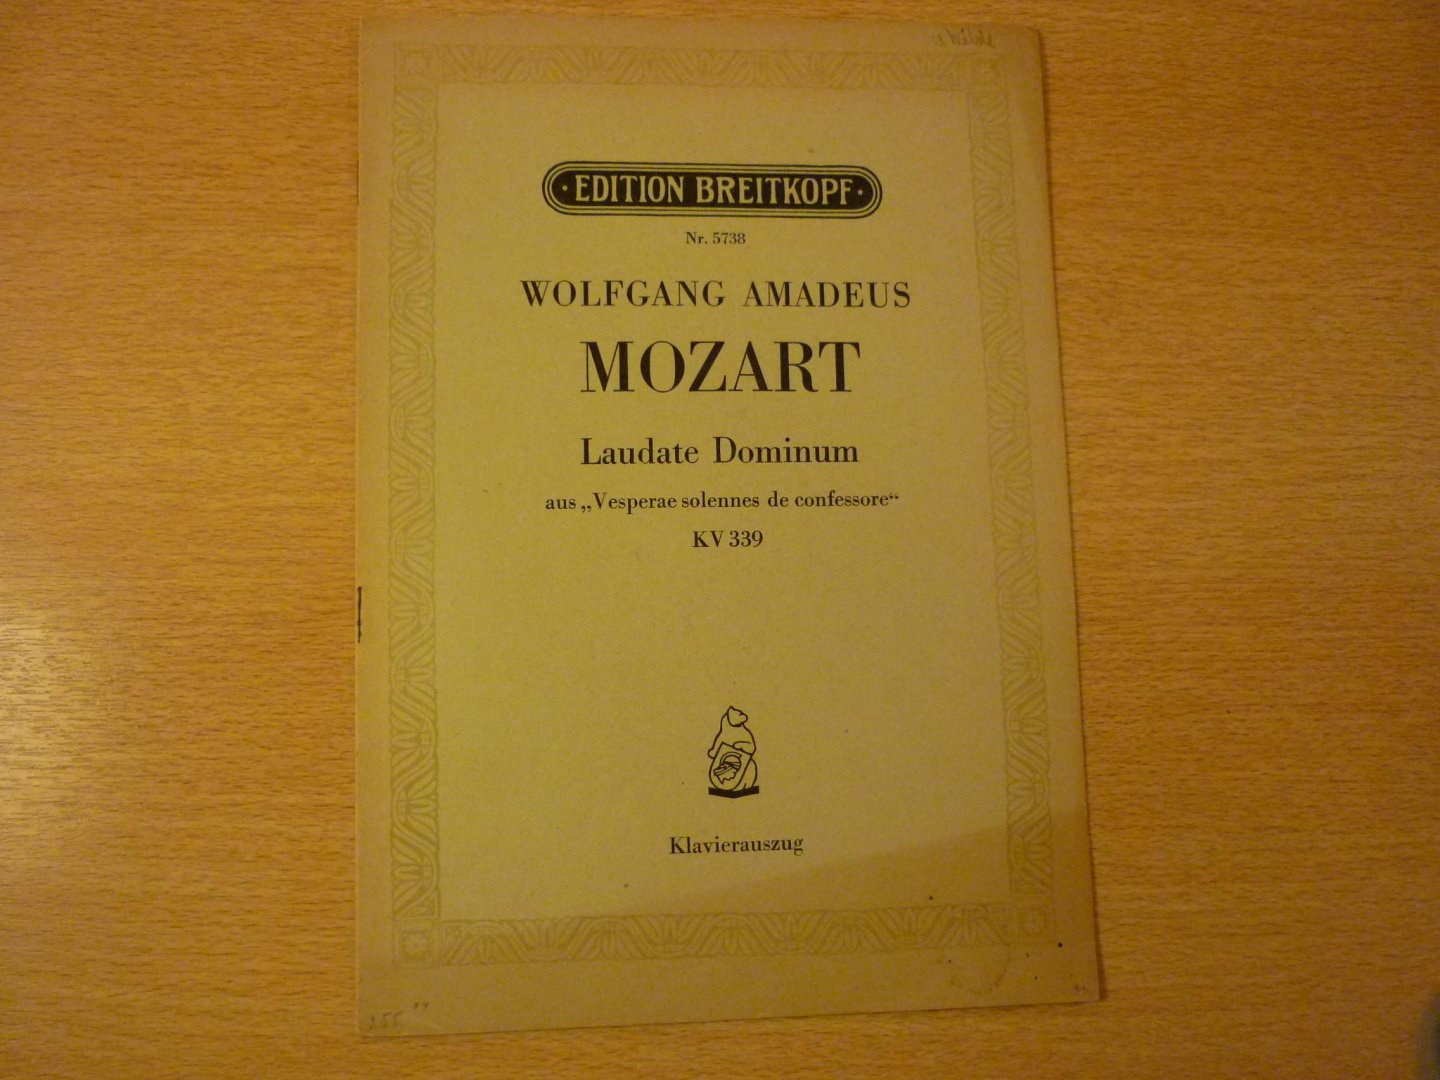 · EDITION BREITKOPF ·
Nr. 5738
WOLFGANG AMADEUS
MOZART
Laudate Dominum
aus „Vesperae solennes de confessore“
KV 339
Klavierauszug